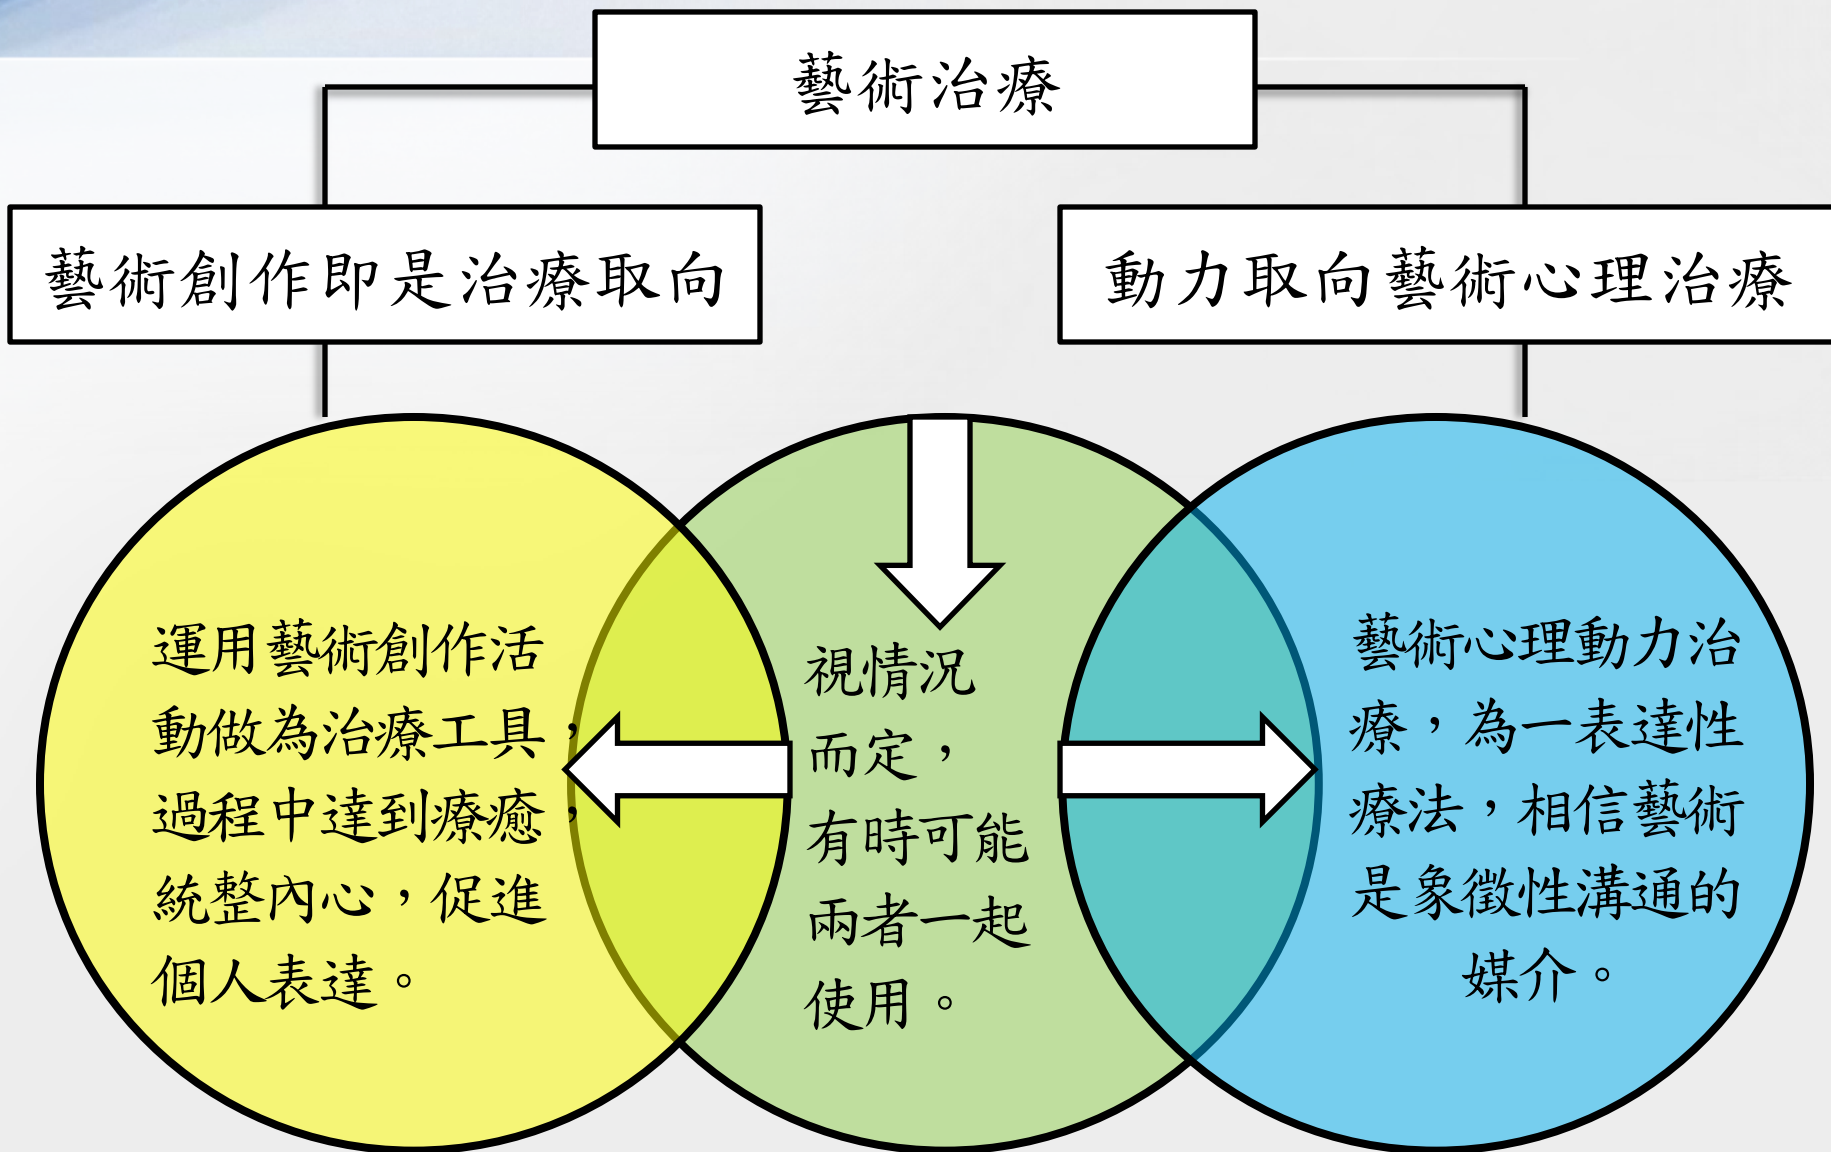 藝術治療
藝術創作即是治療取向
動力取向藝術心理治療
運用藝術創作活
動做為治療工具，
過程中達到療癒，
統整內心，促進
個人表達。
視情況
而定，
有時可能
兩者一起
使用。
藝術心理動力治
療，為一表達性
療法，相信藝術
是象徵性溝通的
媒介。